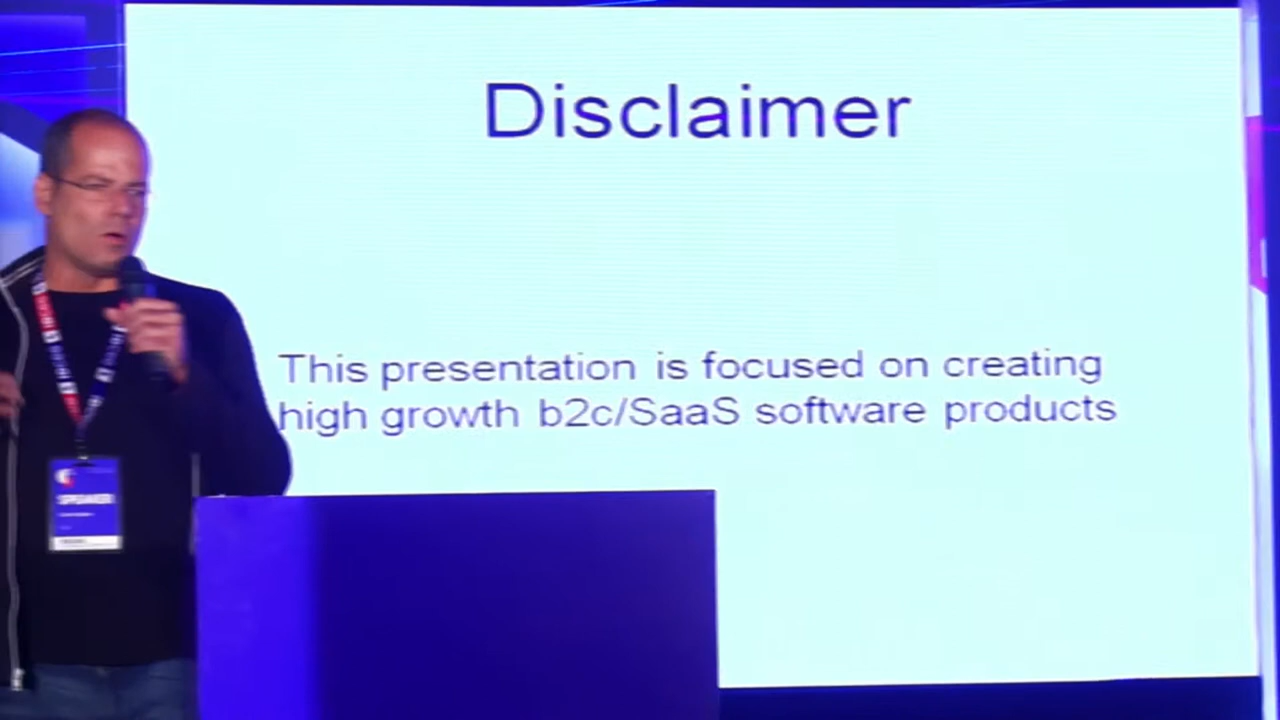 Disclaimer
This presentation is focused on creating
high growth b2c/SaaS software products
SPEAKER